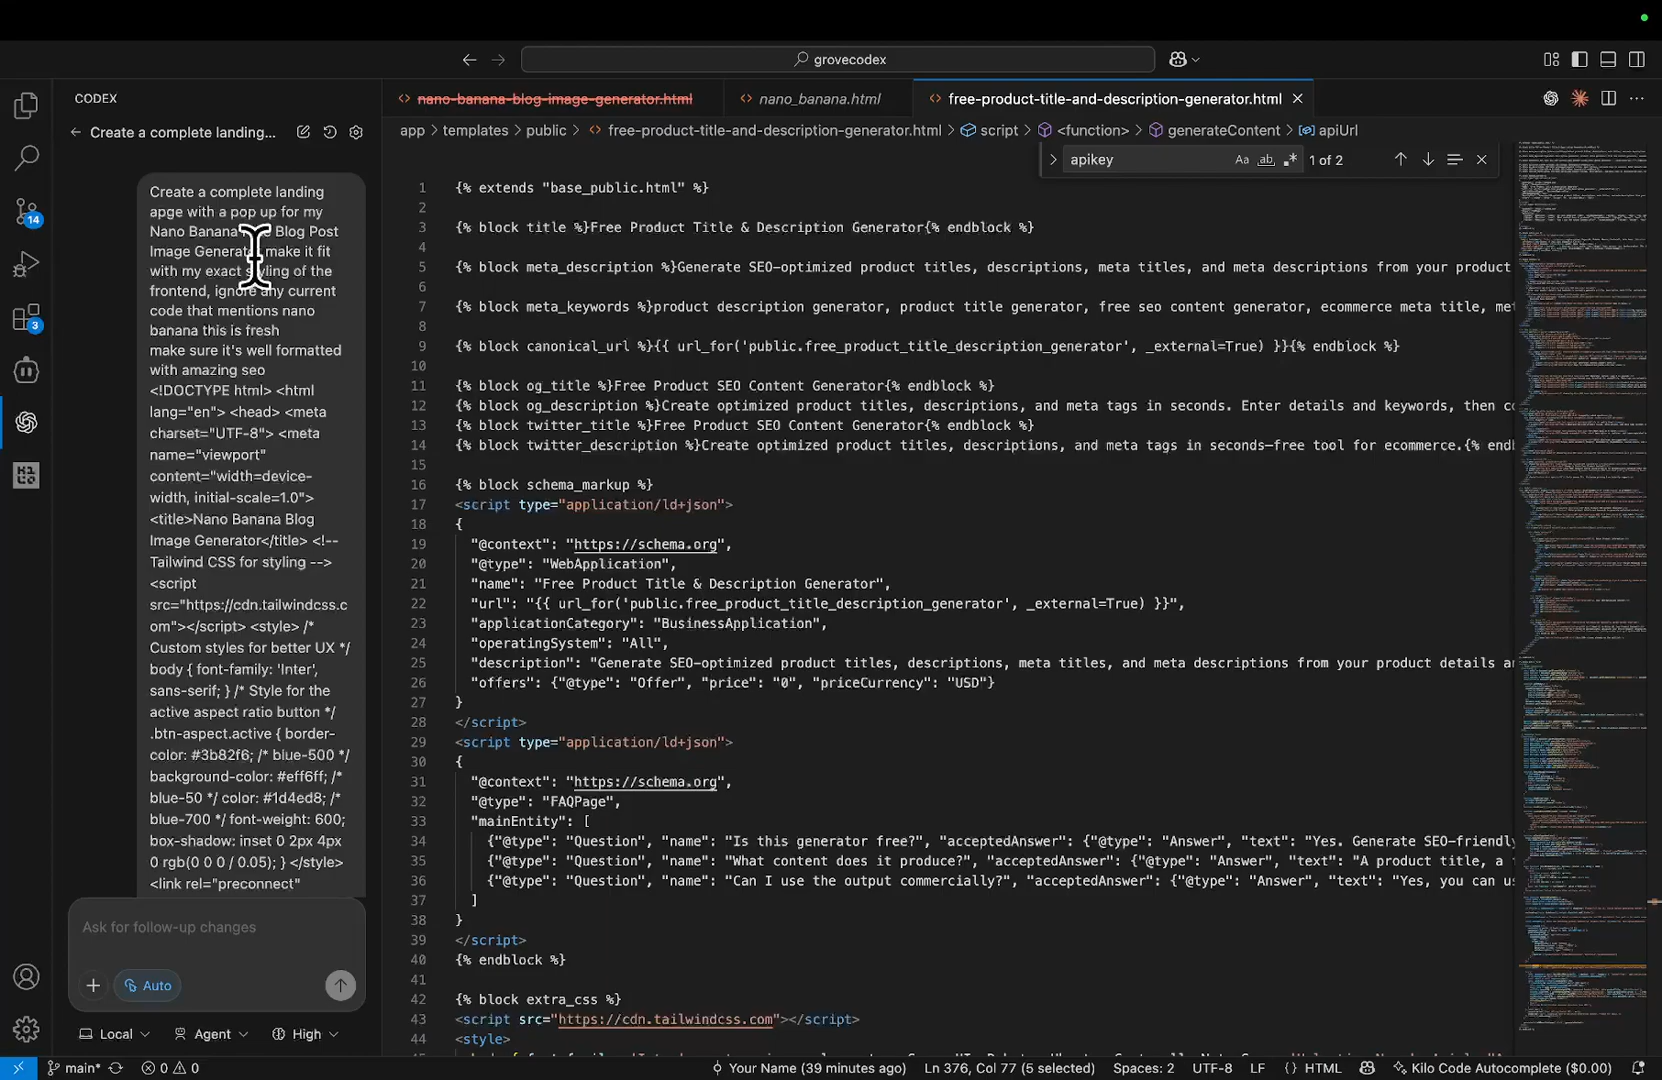 grovecodex
CODEX
nano-banana-blog-image-generator.html
nano_banana.html
free-product-title-and-description-generator.html
Create a complete landing...
app > templates > public > free-product-title-and-description-generator.html > script > <function> > generateContent > apiUrl
apikey
Aa
ab
1 of 2
14
3
Create a complete landing
apge with a pop up for my
Nano Banana Blog Post
make it fit
with my exact styling of the
frontend, ignore any current
code that mentions nano
banana this is fresh
make sure it's well formatted
with amazing seo
<!DOCTYPE html> <html
lang="en"> <head> <meta
charset="UTF-8"> <meta
name="viewport"
content="width=device-
width, initial-scale=1.0">
<title>Nano Banana Blog
Image Generator</title> <!--
Tailwind CSS for styling -->
<script
src="https://cdn.tailwindcss.c
om"></script> <style> /*
Custom styles for better UX */
body { font-family: 'Inter',
sans-serif; } /* Style for the
active aspect ratio button */
.btn-aspect.active { border-
color: #3b82f6; /* blue-500 */
background-color: #eff6ff; /*
blue-50 */ color: #1d4ed8; /*
blue-700 */ font-weight: 600;
box-shadow: inset 0 2px 4px
0 rgb(0 0 0 / 0.05); } </style>
<link rel="preconnect"
Ask for follow-up changes
Auto
Local
Agent
High
1 {% extends "base_public.html" %}
2
3 {% block title %}Free Product Title & Description Generator{% endblock %}
4
5 {% block meta_description %}Generate SEO-optimized product titles, descriptions, meta titles, and meta descriptions from your product
6
7 {% block meta_keywords %}product description generator, product title generator, free seo content generator, ecommerce meta title, me
8
9 {% block canonical_url %}{{ url_for('public.free_product_title_description_generator', _external=True) }}{% endblock %}
10
11 {% block og_title %}Free Product SEO Content Generator{% endblock %}
12 {% block og_description %}Create optimized product titles, descriptions, and meta tags in seconds. Enter details and keywords, then co
13 {% block twitter_title %}Free Product SEO Content Generator{% endblock %}
14 {% block twitter_description %}Create optimized product titles, descriptions, and meta tags in seconds—free tool for ecommerce.{% endb
15
16 {% block schema_markup %}
17 <script type="application/ld+json">
18 {
19 "@context": "https://schema.org",
20 "@type": "WebApplication",
21 "name": "Free Product Title & Description Generator",
22 "url": "{{ url_for('public.free_product_title_description_generator', _external=True) }}",
23 "applicationCategory": "BusinessApplication",
24 "operatingSystem": "All",
25 "description": "Generate SEO-optimized product titles, descriptions, meta titles, and meta descriptions from your product details an
26 "offers": {"@type": "Offer", "price": "0", "priceCurrency": "USD"}
27 }
28 </script>
29 <script type="application/ld+json">
30 {
31 "@context": "https://schema.org",
32 "@type": "FAQPage",
33 "mainEntity": [
34 {"@type": "Question", "name": "Is this generator free?", "acceptedAnswer": {"@type": "Answer", "text": "Yes. Generate SEO-friendly
35 {"@type": "Question", "name": "What content does it produce?", "acceptedAnswer": {"@type": "Answer", "text": "A product title, a
36 {"@type": "Question", "name": "Can I use the output commercially?", "acceptedAnswer": {"@type": "Answer", "text": "Yes, you can us
37 ]
38 }
39 </script>
40 {% endblock %}
41
42 {% block extra_css %}
43 <script src="https://cdn.tailwindcss.com"></script>
44 <style>
main*
0
0
Your Name (39 minutes ago)
Ln 376, Col 77 (5 selected)
Spaces: 2
UTF-8
LF
HTML
Kilo Code Autocomplete ($0.00)